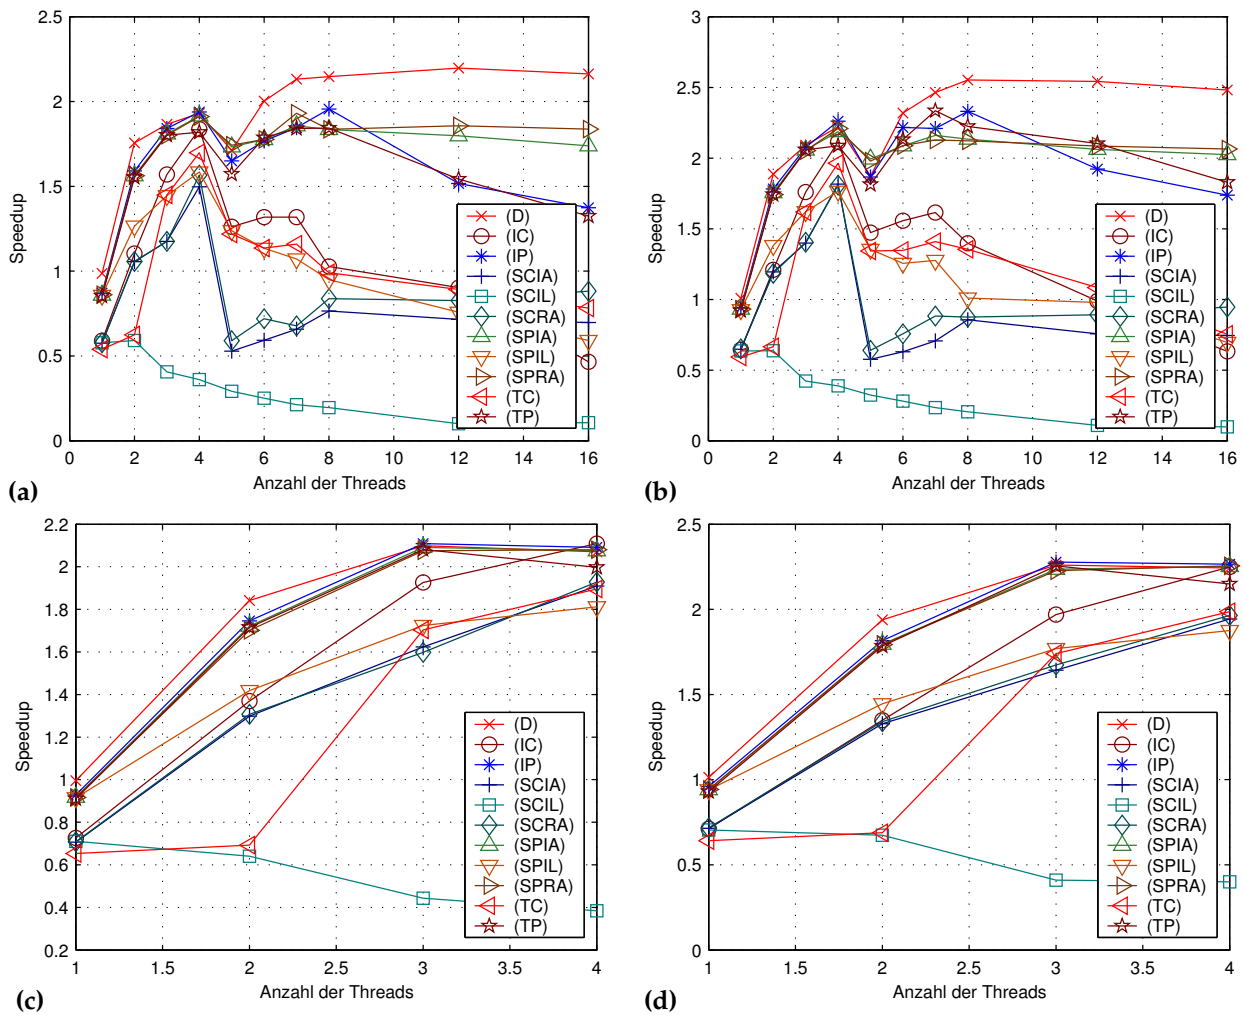 2.5
2
1.5
1
0.5
0
Speedup
0 2 4 6 8 10 12 14 16
Anzahl der Threads
(D)
(IC)
(IP)
(SCIA)
(SCIL)
(SCRA)
(SPIA)
(SPIL)
(SPRA)
(TC)
(TP)
(a)
3
2.5
2
1.5
1
0.5
0
Speedup
0 2 4 6 8 10 12 14 16
Anzahl der Threads
(D)
(IC)
(IP)
(SCIA)
(SCIL)
(SCRA)
(SPIA)
(SPIL)
(SPRA)
(TC)
(TP)
(b)
2.2
2
1.8
1.6
1.4
1.2
1
0.8
0.6
0.4
0.2
Speedup
1 1.5 2 2.5 3 3.5 4
Anzahl der Threads
(D)
(IC)
(IP)
(SCIA)
(SCIL)
(SCRA)
(SPIA)
(SPIL)
(SPRA)
(TC)
(TP)
(c)
2.5
2
1.5
1
0.5
0
Speedup
1 1.5 2 2.5 3 3.5 4
Anzahl der Threads
(D)
(IC)
(IP)
(SCIA)
(SCIL)
(SCRA)
(SPIA)
(SPIL)
(SPRA)
(TC)
(TP)
(d)